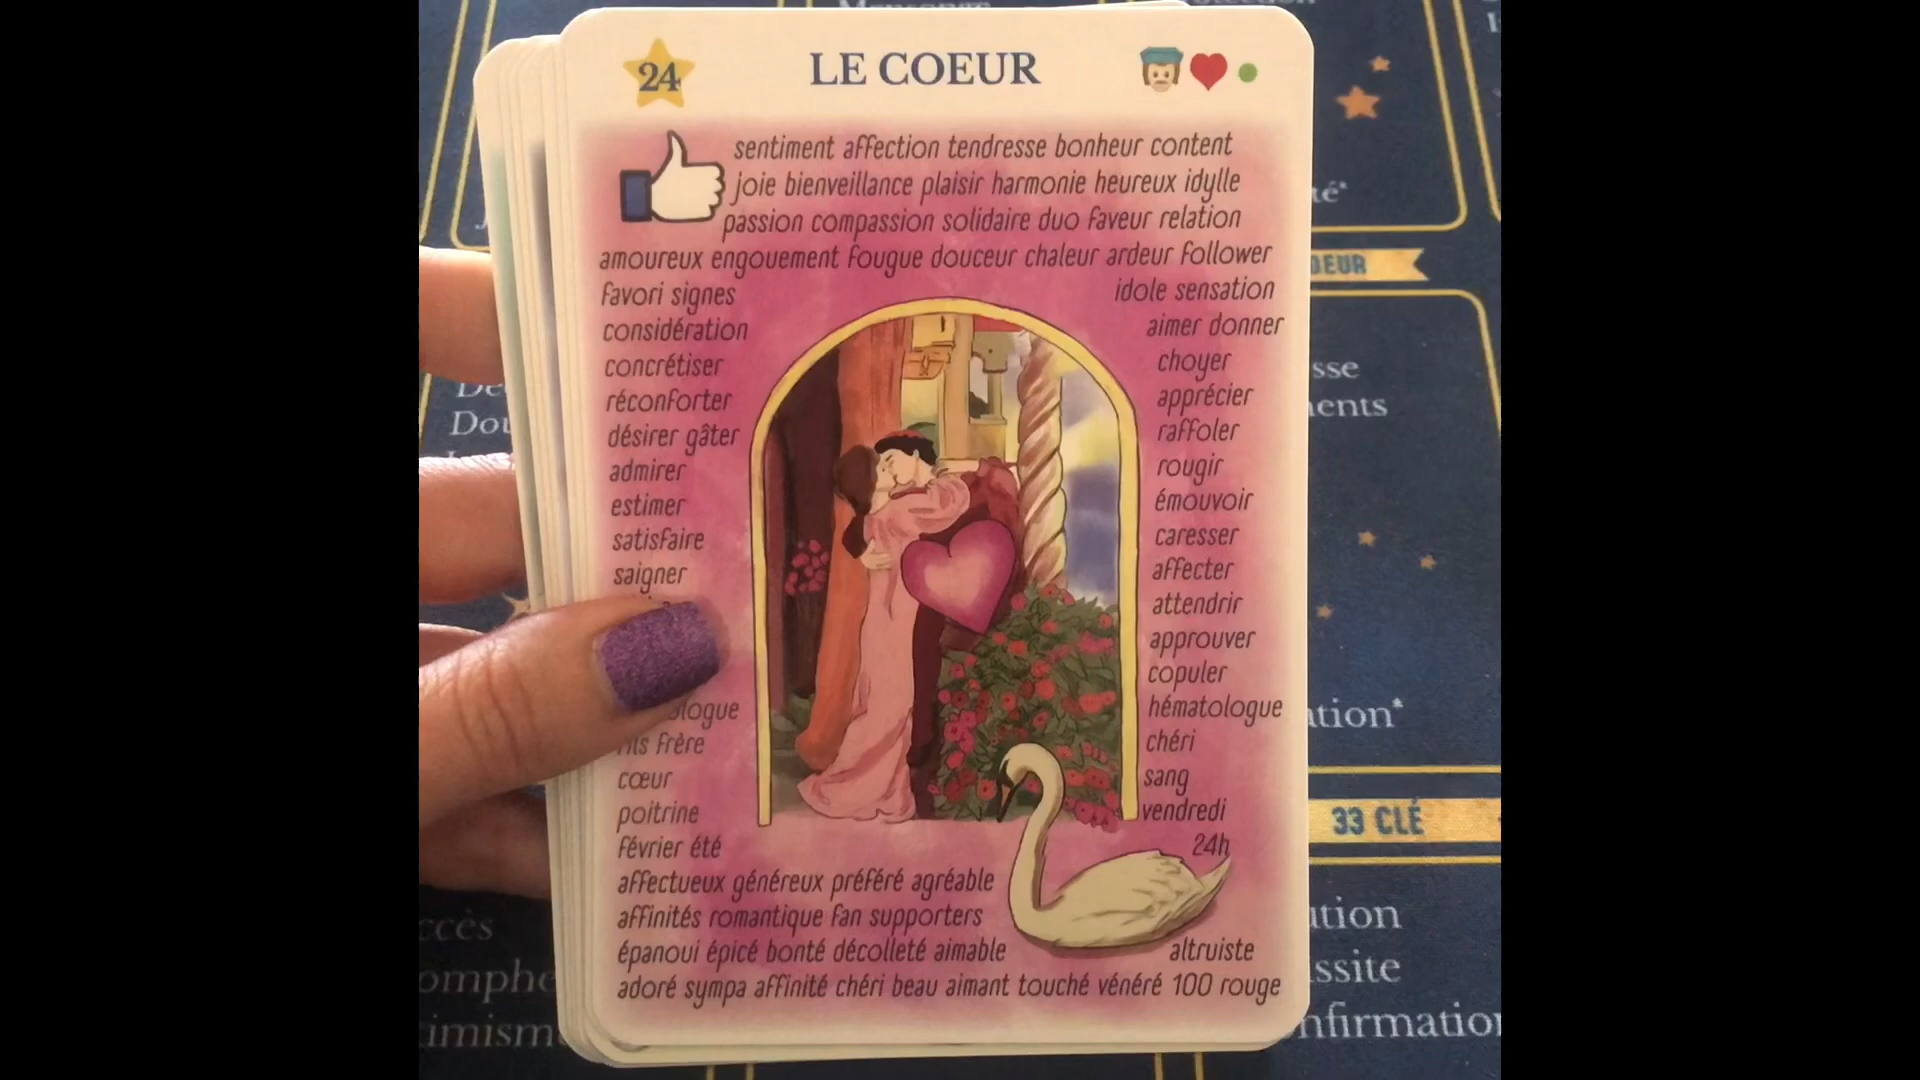 24
LE COEUR
sentiment affection tendresse bonheur content
joie bienveillance plaisir harmonie heureux idylle
passion compassion solidaire duo faveur relation
amoureux engouement fougue douceur chaleur ardeur follower
favori signes
considération
concrétiser
réconforter
désirer gâter
admirer
estimer
satisfaire
saigner
frère
cœur
poitrine
février été
idole sensation
aimer donner
choyer
apprécier
raffoler
rougir
émouvoir
caresser
affecter
attendrir
approuver
copuler
hématologue
chéri
sang
vendredi
24h
affectueux généreux préféré agréable
affinités romantique fan supporters
épanoui épicé bonté décolleté aimable altruiste
adoré sympa affinité chéri beau aimant touché vénéré 100 rouge
33 CLÉ